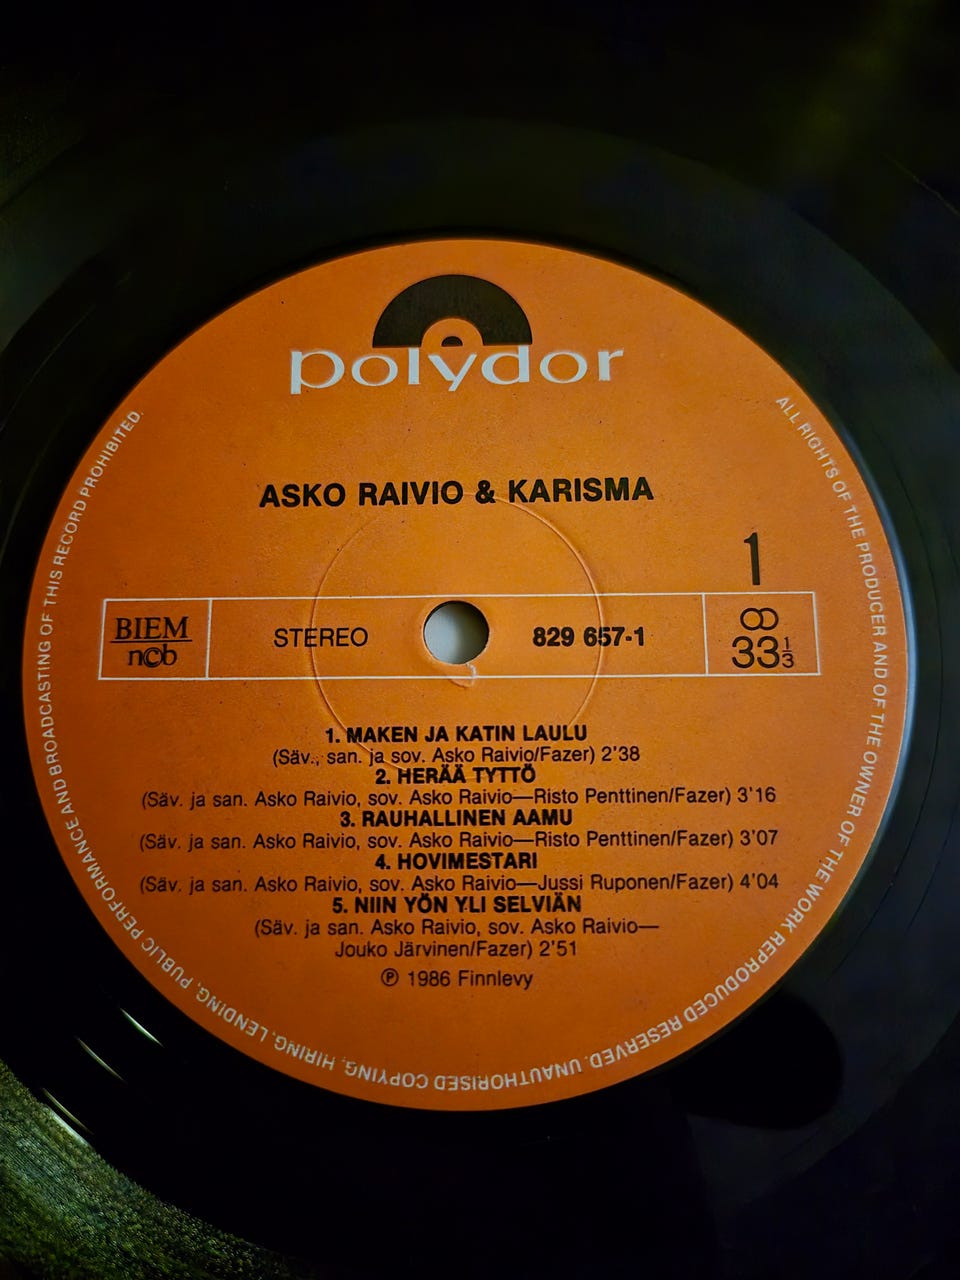 polydor
ASKO RAIVIO & KARISMA
1
BIEM
ncb
STEREO
829 657-1
33 1/3
1. MAKEN JA KATIN LAULU
(Säv., san. ja sov. Asko Raivio/Fazer) 2'38
2. HERÄÄ TYTTÖ
(Säv. ja san. Asko Raivio, sov. Asko Raivio—Risto Penttinen/Fazer) 3'16
3. RAUHALLINEN AAMU
(Säv. ja san. Asko Raivio, sov. Asko Raivio—Risto Penttinen/Fazer) 3'07
4. HOVIMESTARI
(Säv. ja san. Asko Raivio, sov. Asko Raivio—Jussi Ruponen/Fazer) 4'04
5. NIIN YÖN YLI SELVIÄN
(Säv. ja san. Asko Raivio, sov. Asko Raivio—
Jouko Järvinen/Fazer) 2'51
℗ 1986 Finnlevy
ALL RIGHTS OF THE PRODUCER AND OF THE OWNER OF THE WORK REPRODUCED RESERVED. UNAUTHORISED COPYING, HIRING, LENDING, PUBLIC PERFORMANCE AND BROADCASTING OF THIS RECORD PROHIBITED.